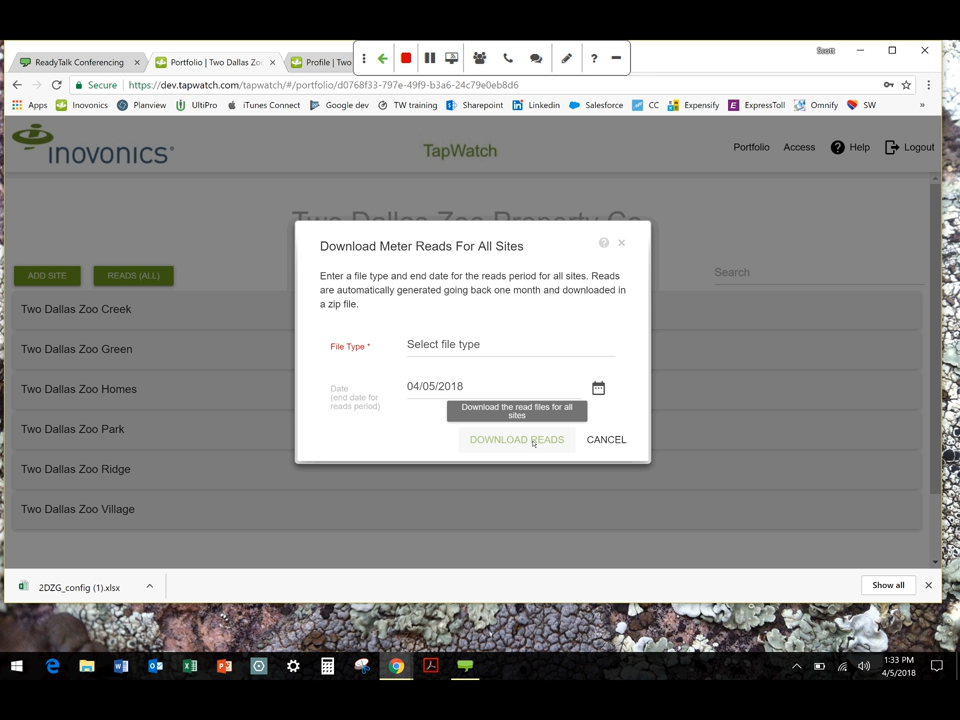 Scott
ReadyTalk Conferencing
Portfolio | Two Dallas Zo
Profile | Two
Secure
https://dev.tapwatch.com/tapwatch/#/portfolio/d0768f33-797e-49f9-b3a6-24c79e0eb8d6
Apps Inovonics Planview UltiPro iTunes Connect Google dev TW training Sharepoint Linkedin Salesforce CC Expensify ExpressToll Omnify SW
inovonics
TapWatch
Portfolio Access Help Logout
Two Dallas Zoo Property Co
ADD SITE READS (ALL)
Search
Two Dallas Zoo Creek
Two Dallas Zoo Green
Two Dallas Zoo Homes
Two Dallas Zoo Park
Two Dallas Zoo Ridge
Two Dallas Zoo Village
Download Meter Reads For All Sites
Enter a file type and end date for the reads period for all sites. Reads
are automatically generated going back one month and downloaded in
a zip file.
File Type * Select file type
Date
(end date for
reads period)
04/05/2018
Download the read files for all
sites
DOWNLOAD READS CANCEL
2DZG_config (1).xlsx
Show all
1:33 PM
4/5/2018